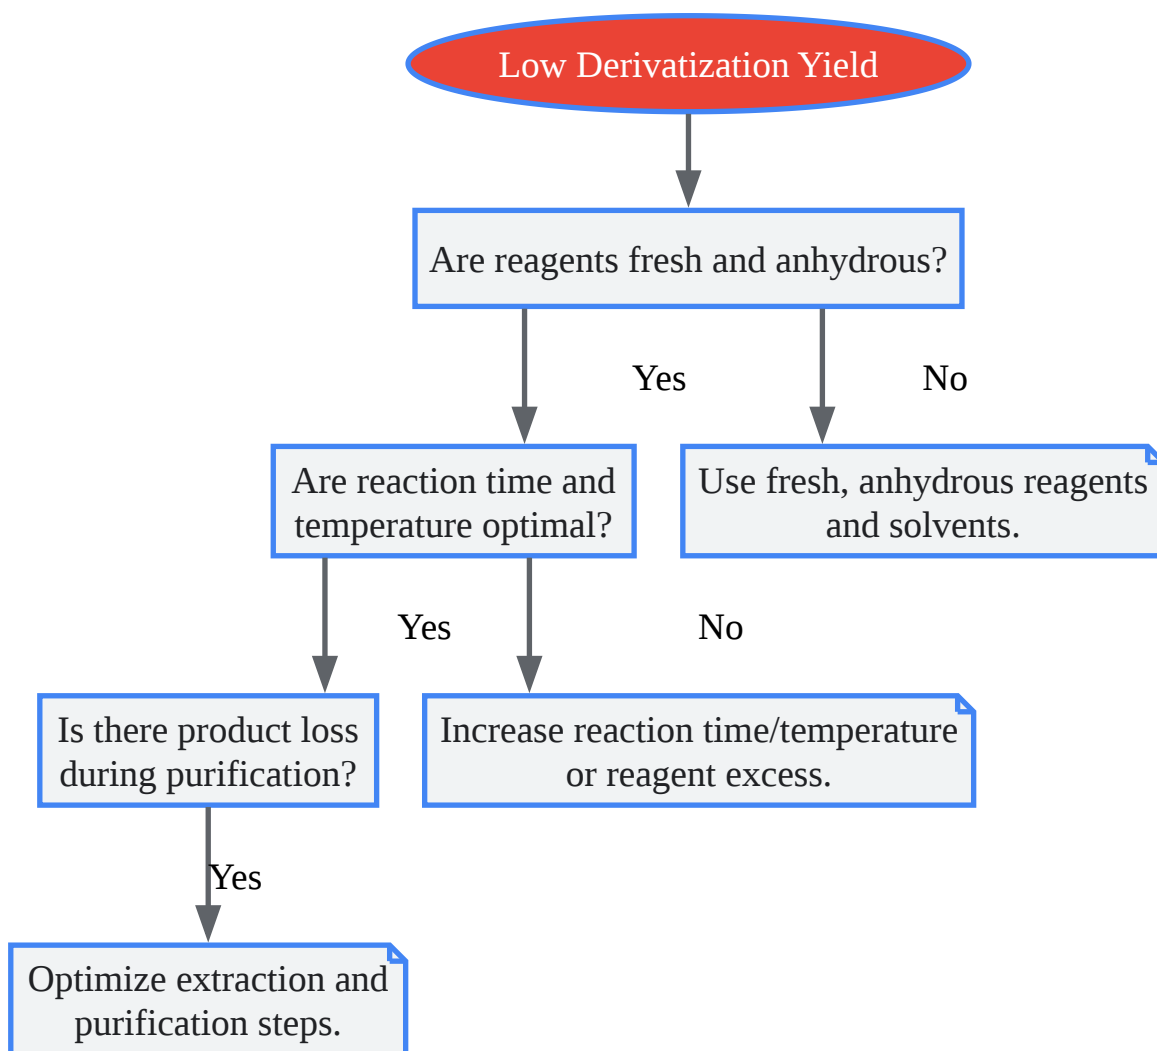 Low Derivatization Yield
Are reagents fresh and anhydrous?
Yes
No
Are reaction time and
temperature optimal?
Use fresh, anhydrous reagents
and solvents.
Yes
No
Is there product loss
during purification?
Increase reaction time/temperature
or reagent excess.
Yes
Optimize extraction and
purification steps.